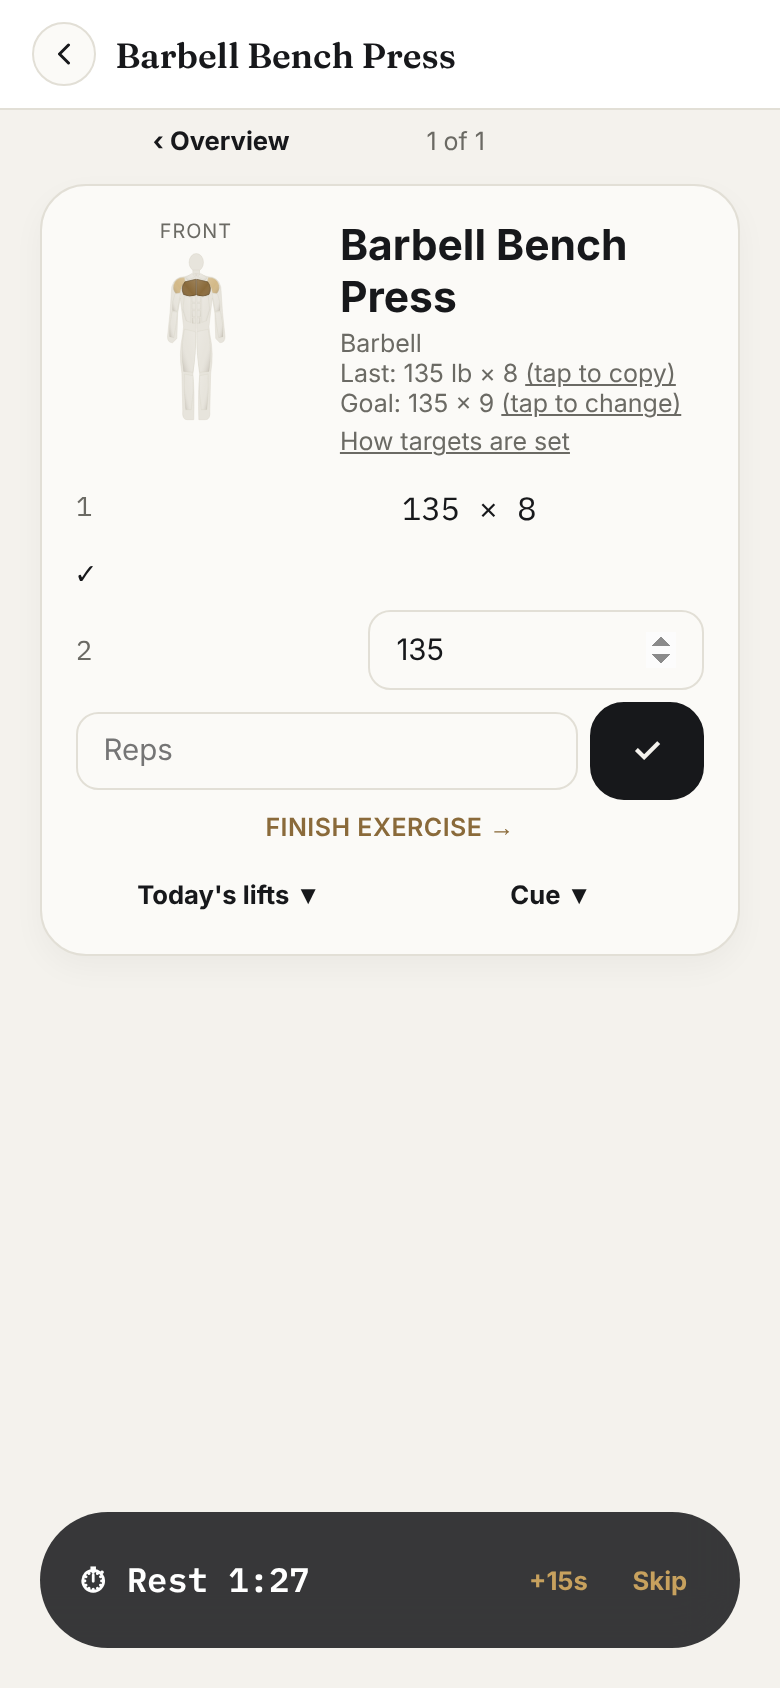 Barbell Bench Press
‹ Overview 1 of 1
FRONT
Barbell Bench
Press
Barbell
Last: 135 lb × 8 (tap to copy)
Goal: 135 × 9 (tap to change)
How targets are set
1 135 × 8
✓
2 135
Reps ✓
FINISH EXERCISE →
Today's lifts ▼ Cue ▼
⏱ Rest 1:27 +15s Skip